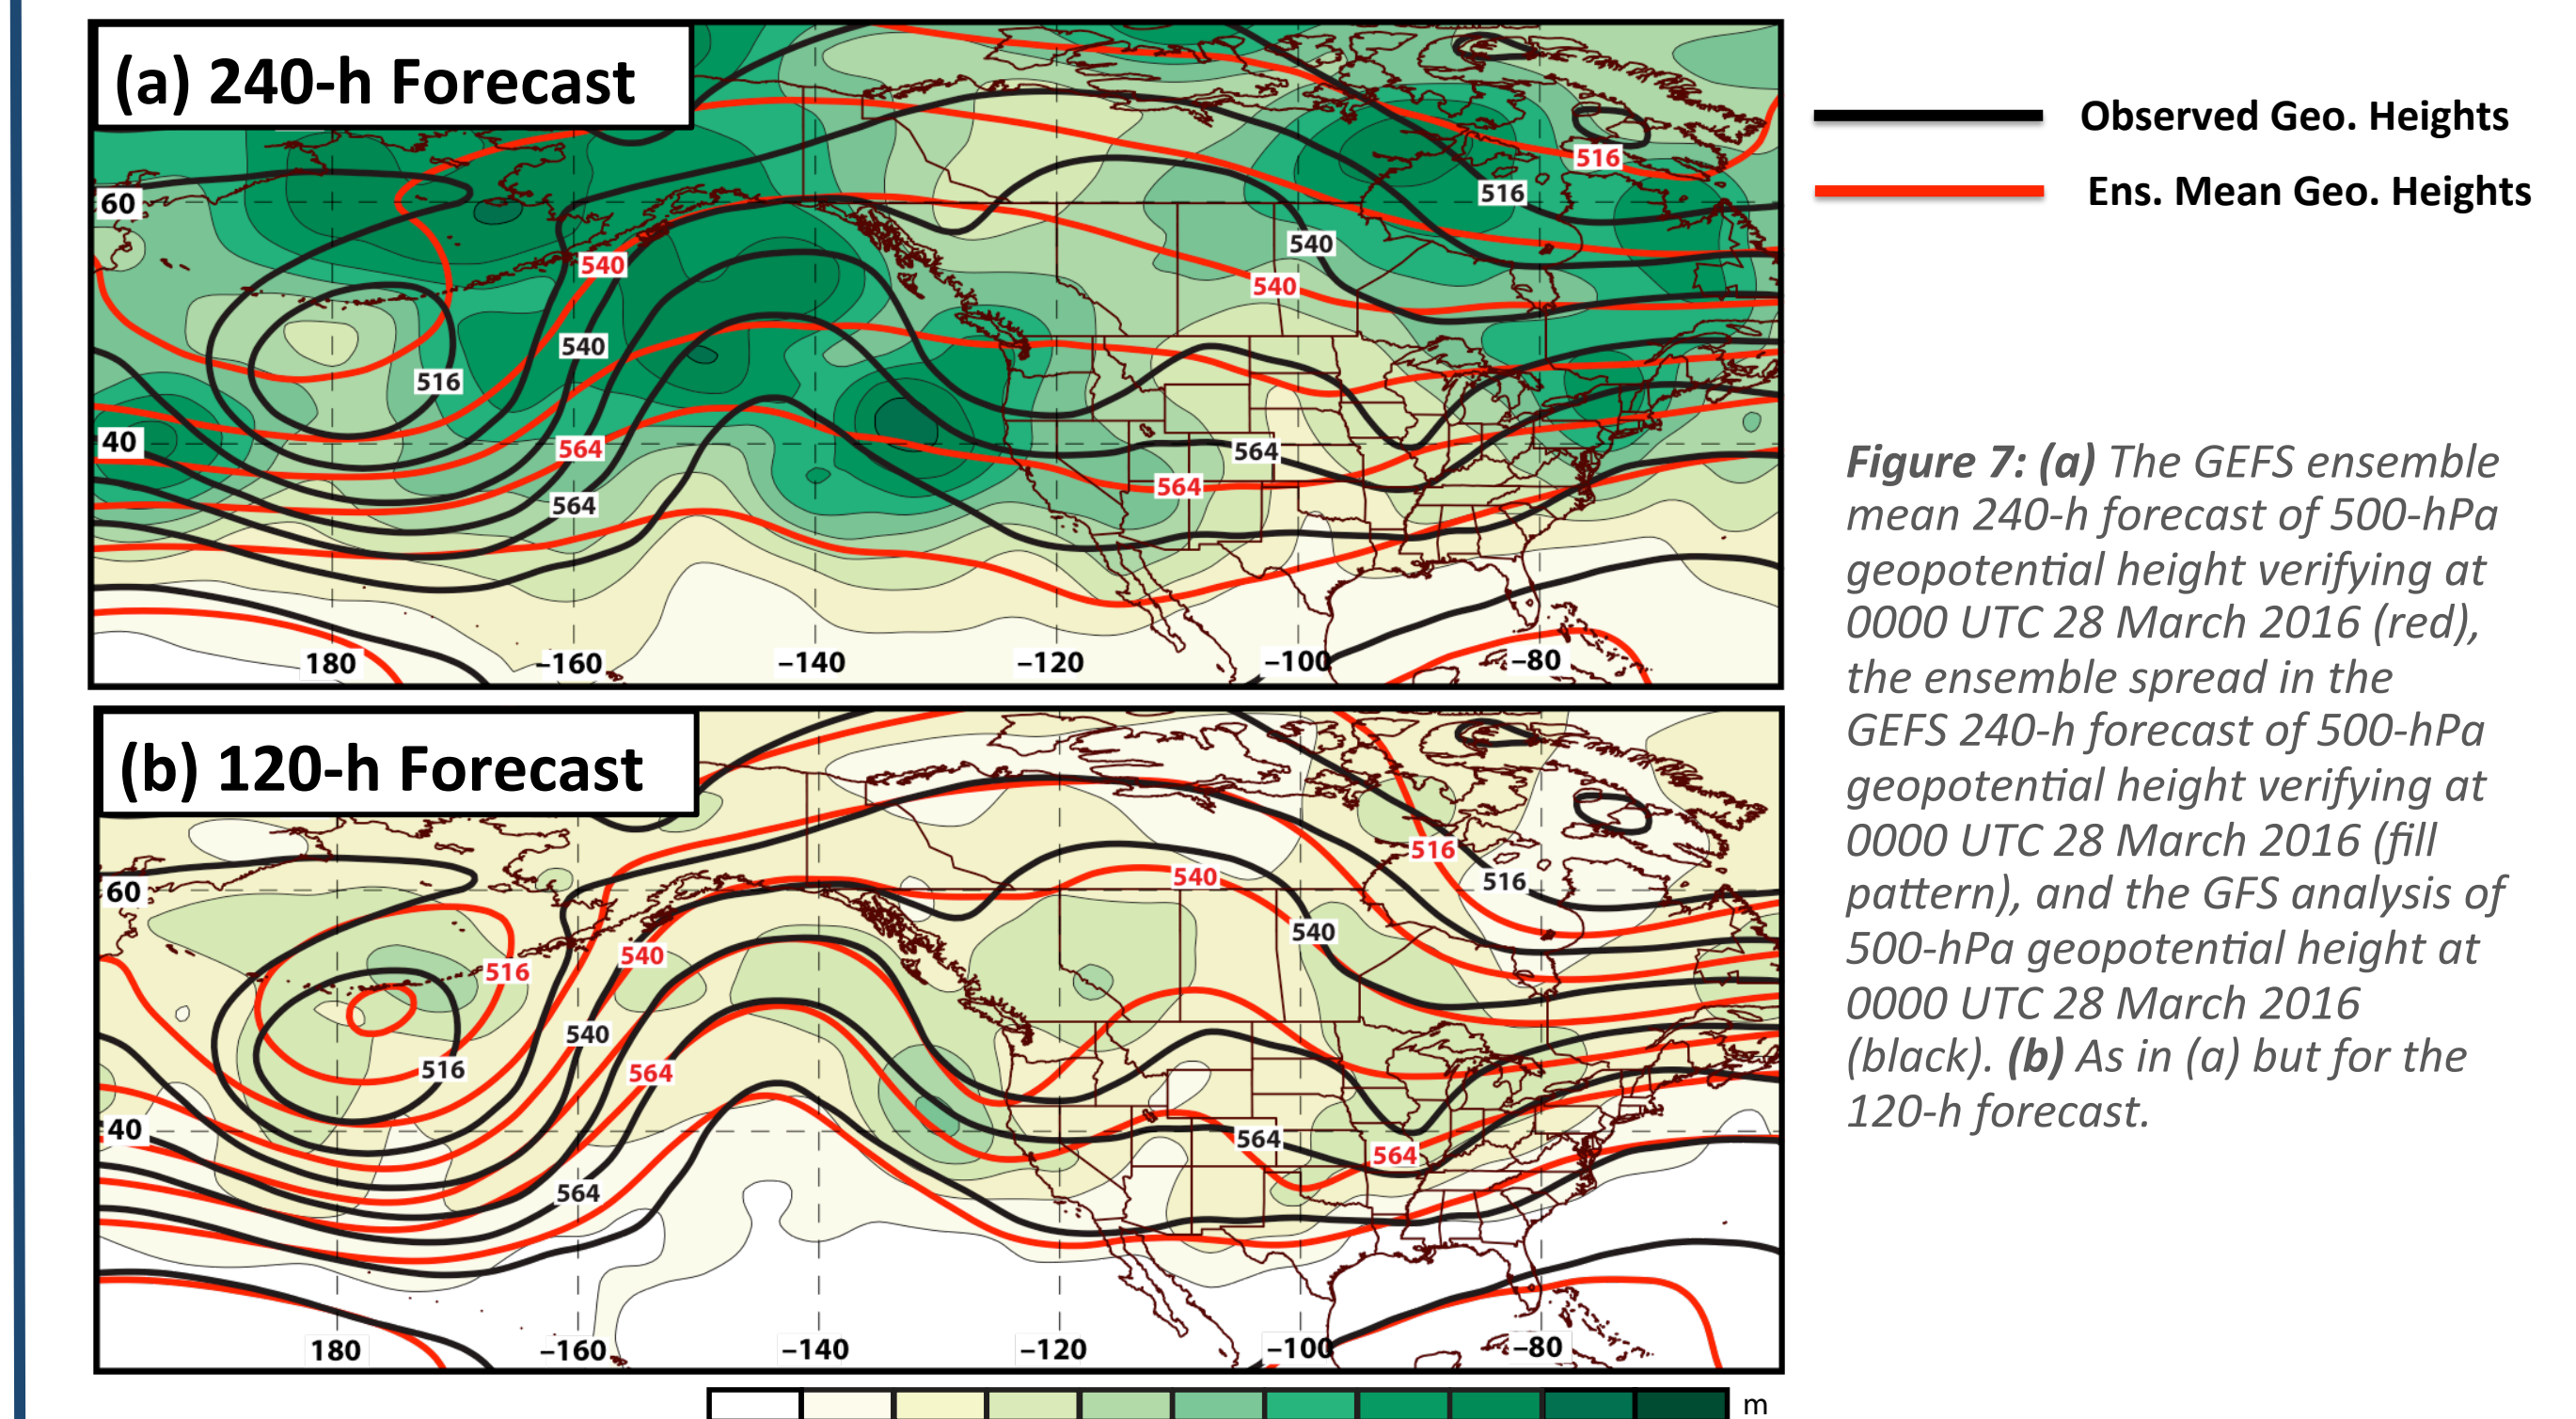 (a) 240-h Forecast
Observed Geo. Heights
Ens. Mean Geo. Heights
516
60
516
540
540
540
540
516
40
564
564
564
564
180
–160
–140
–120
–100
–80
(b) 120-h Forecast
516
540
60
516
540
540
516
540
564
516
40
564
564
564
180
–160
–140
–120
–100
–80
m
Figure 7: (a) The GEFS ensemble
mean 240-h forecast of 500-hPa
geopotential height verifying at
0000 UTC 28 March 2016 (red),
the ensemble spread in the
GEFS 240-h forecast of 500-hPa
geopotential height verifying at
0000 UTC 28 March 2016 (fill
pattern), and the GFS analysis of
500-hPa geopotential height at
0000 UTC 28 March 2016
(black). (b) As in (a) but for the
120-h forecast.